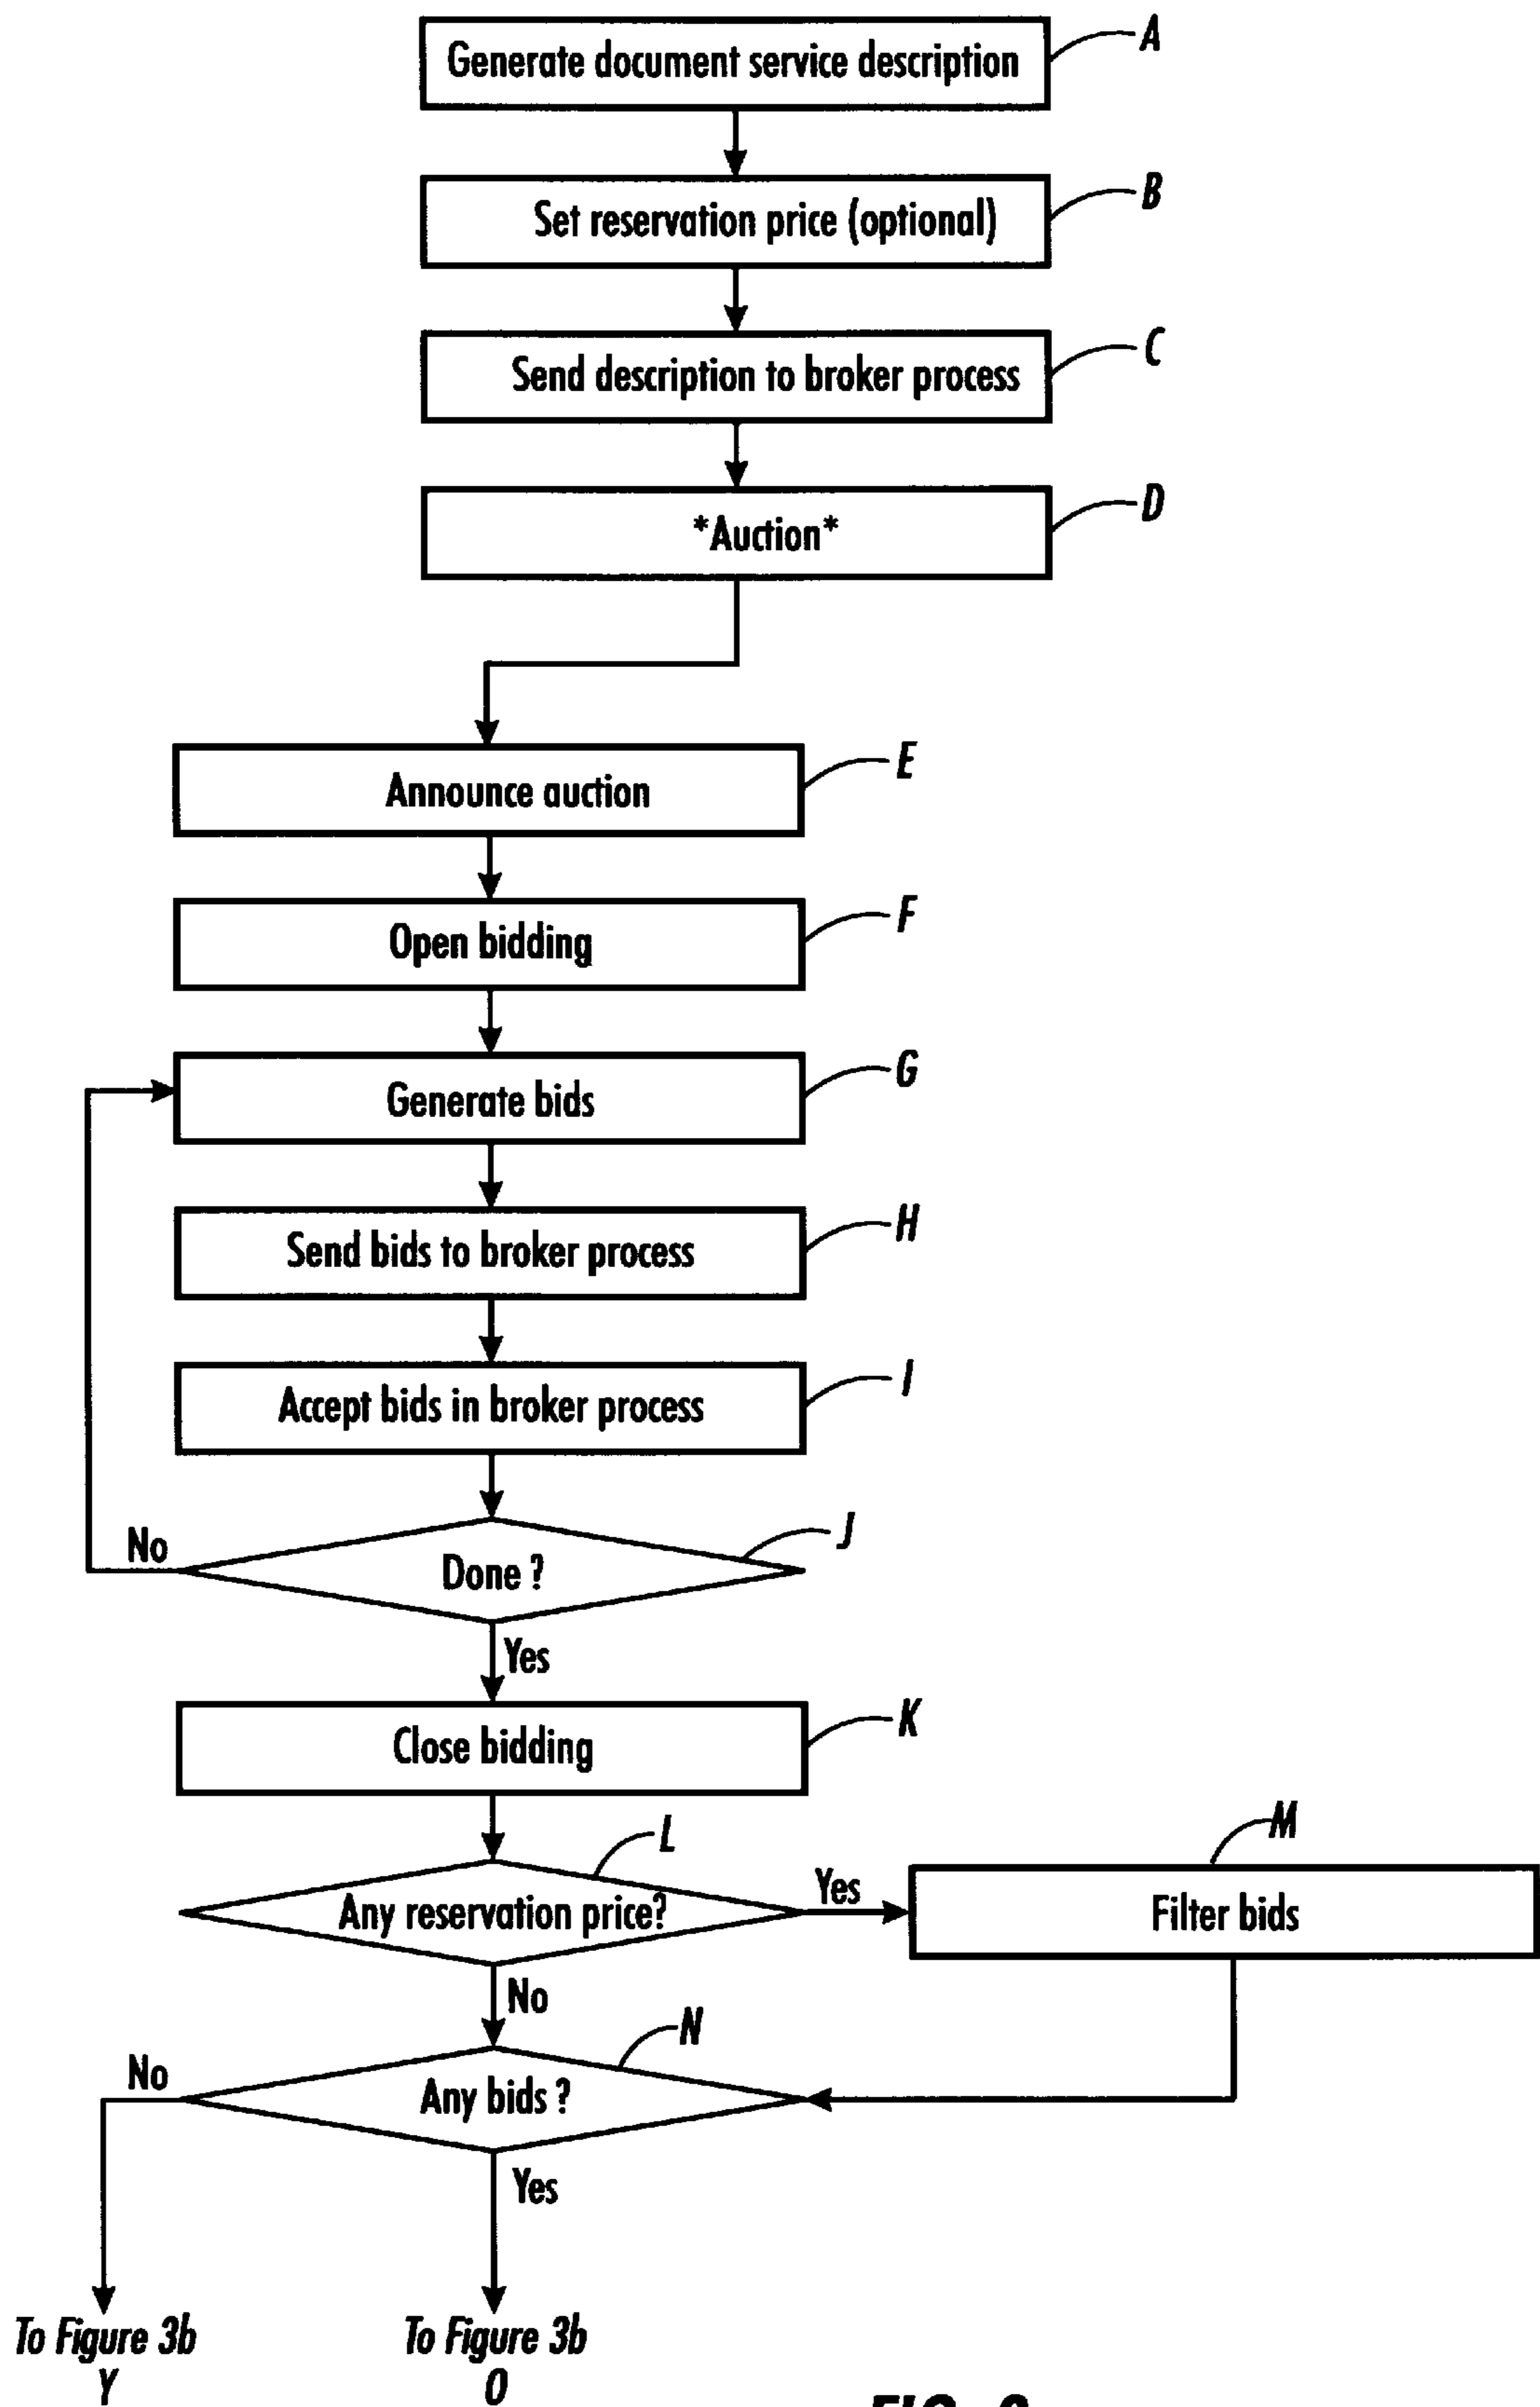 Generate document service description
A
Set reservation price (optional)
B
Send description to broker process
C
*Auction*
D
Announce auction
E
Open bidding
F
Generate bids
G
Send bids to broker process
H
Accept bids in broker process
I
Done ?
J
No
Yes
Close bidding
K
Any reservation price?
L
Yes
Filter bids
M
No
Any bids ?
N
No
Yes
To Figure 3b
Y
To Figure 3b
O